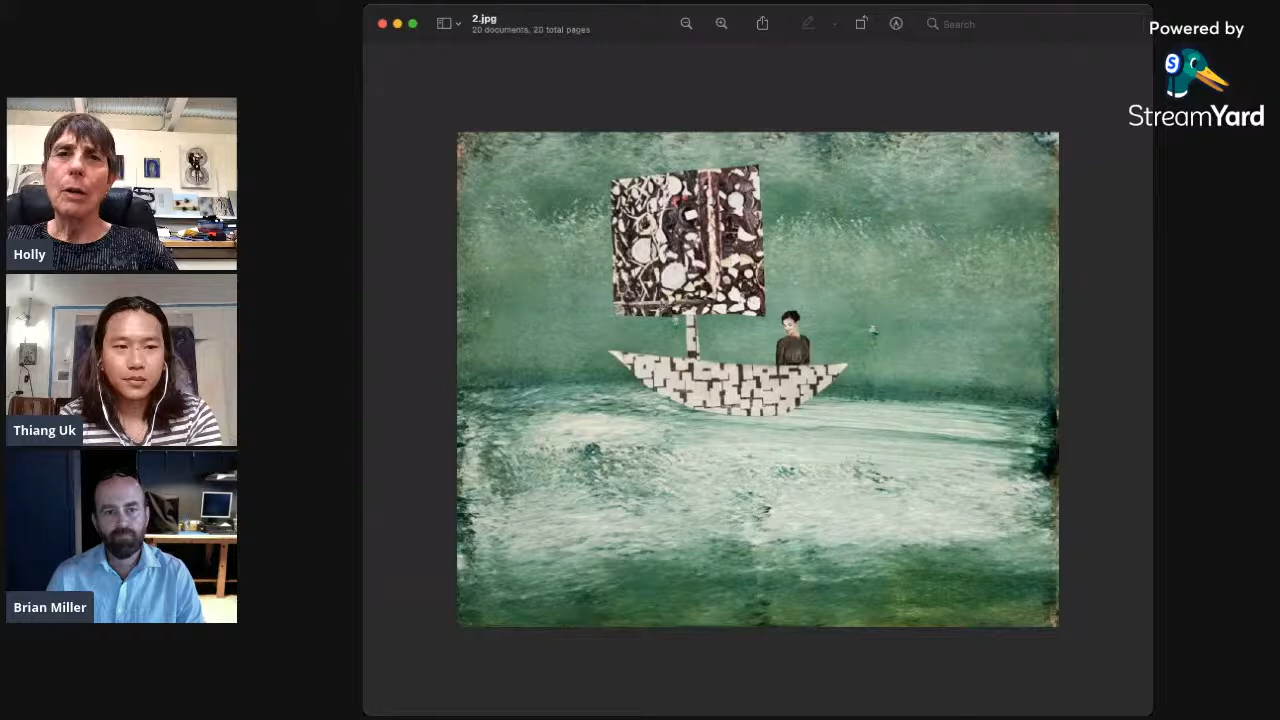 2.jpg
20 documents, 20 total pages
Search
Powered by
S
StreamYard
Holly
Thiang Uk
Brian Miller